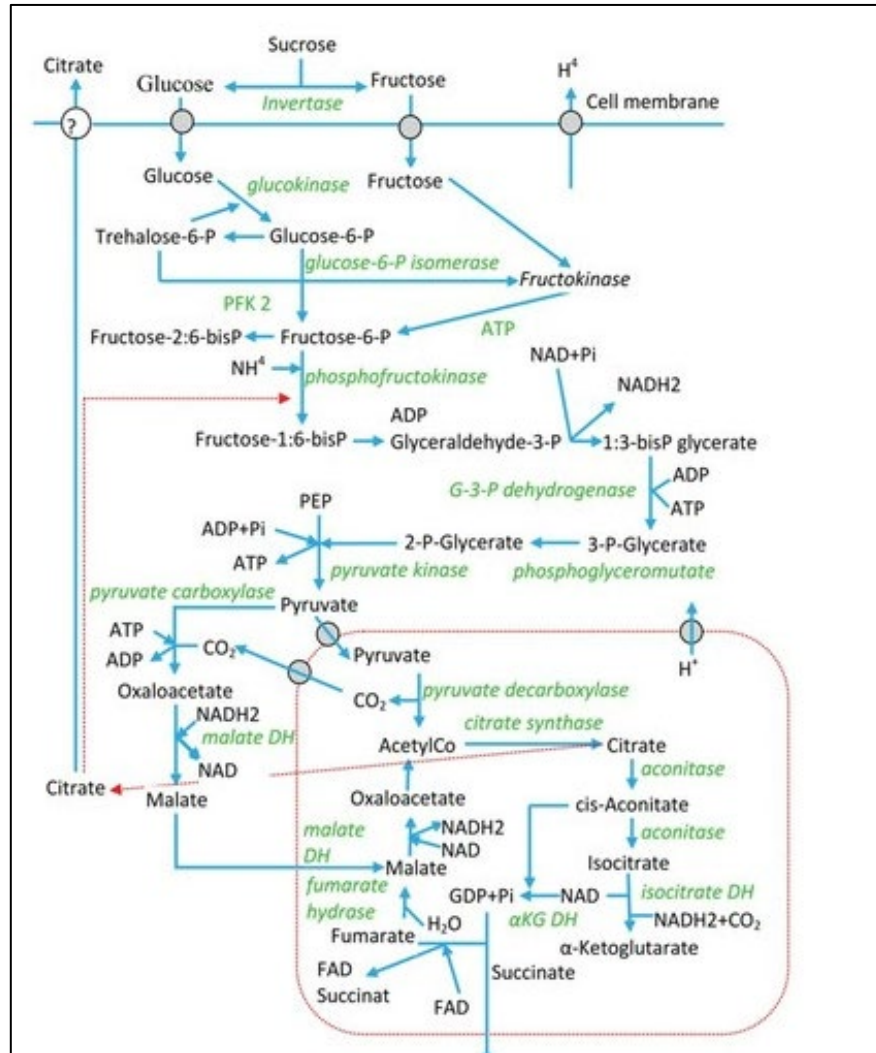 Sucrose
Citrate
Glucose
Fructose
H⁴
Invertase
Cell membrane
?
Glucose
Fructose
glucokinase
Trehalose-6-P
Glucose-6-P
glucose-6-P isomerase
Fructokinase
PFK 2
ATP
Fructose-2:6-bisP
Fructose-6-P
NH⁴
phosphofructokinase
NAD+Pi
NADH2
ADP
Fructose-1:6-bisP
Glyceraldehyde-3-P
1:3-bisP glycerate
G-3-P dehydrogenase
ADP
ATP
PEP
ADP+Pi
ATP
2-P-Glycerate
3-P-Glycerate
pyruvate kinase
phosphoglyceromutate
pyruvate carboxylase
Pyruvate
ATP
ADP
CO₂
Pyruvate
H⁺
Oxaloacetate
CO₂
pyruvate decarboxylase
NADH2
malate DH
NAD
citrate synthase
AcetylCo
Citrate
Citrate
Malate
aconitase
Oxaloacetate
cis-Aconitate
malate
DH
NADH2
NAD
aconitase
Malate
Isocitrate
fumarate
hydrase
GDP+Pi
NAD
isocitrate DH
H₂O
αKG DH
NADH2+CO₂
Fumarate
α-Ketoglutarate
FAD
Succinat
FAD
Succinate